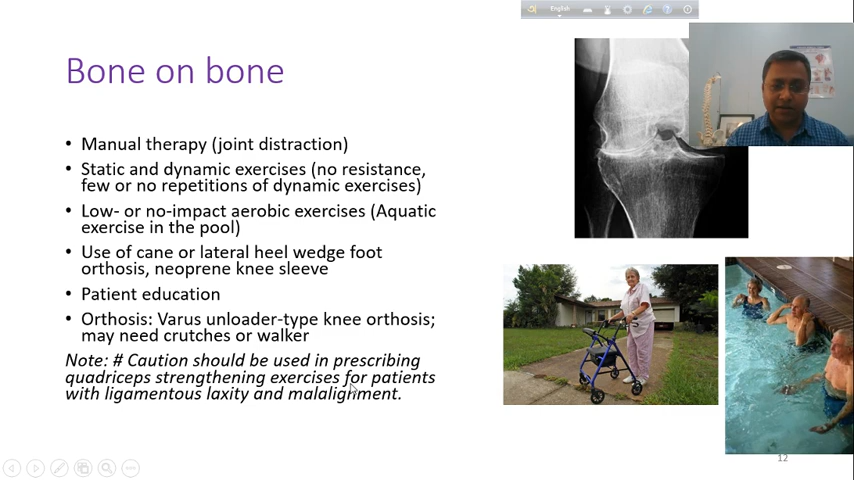 English
Bone on bone
• Manual therapy (joint distraction)
• Static and dynamic exercises (no resistance,
few or no repetitions of dynamic exercises)
• Low- or no-impact aerobic exercises (Aquatic
exercise in the pool)
• Use of cane or lateral heel wedge foot
orthosis, neoprene knee sleeve
• Patient education
• Orthosis: Varus unloader-type knee orthosis;
may need crutches or walker
Note: # Caution should be used in prescribing
quadriceps strengthening exercises for patients
with ligamentous laxity and malalignment.
12